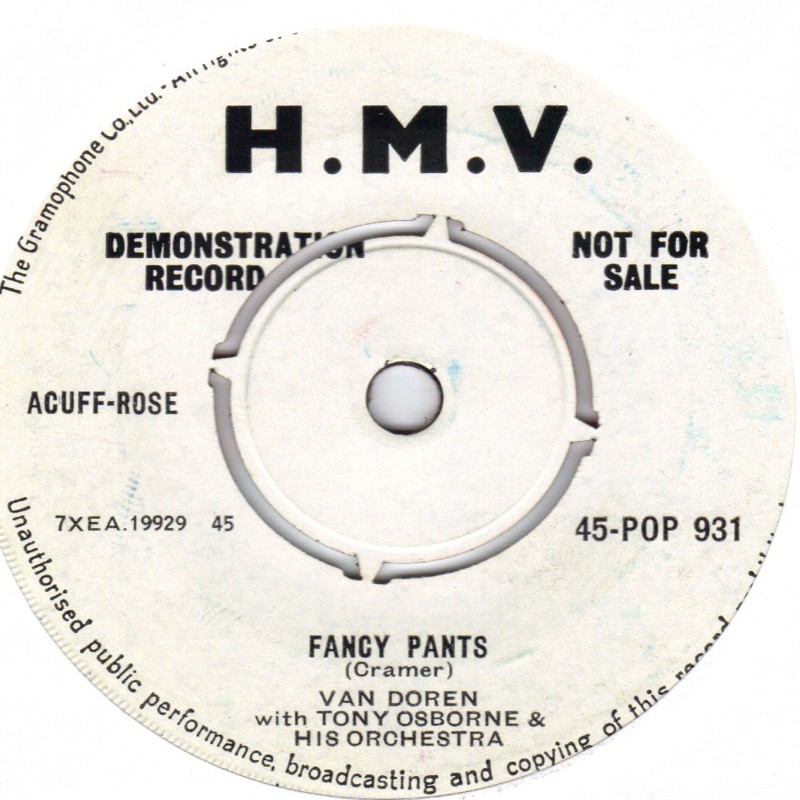 The Gramophone Co., Ltd. - All rights of
H.M.V.
DEMONSTRATION
RECORD
NOT FOR
SALE
ACUFF-ROSE
7XEA.19929 45
45-POP 931
FANCY PANTS
(Cramer)
VAN DOREN
with TONY OSBORNE &
HIS ORCHESTRA
Unauthorised public performance, broadcasting and copying of this record